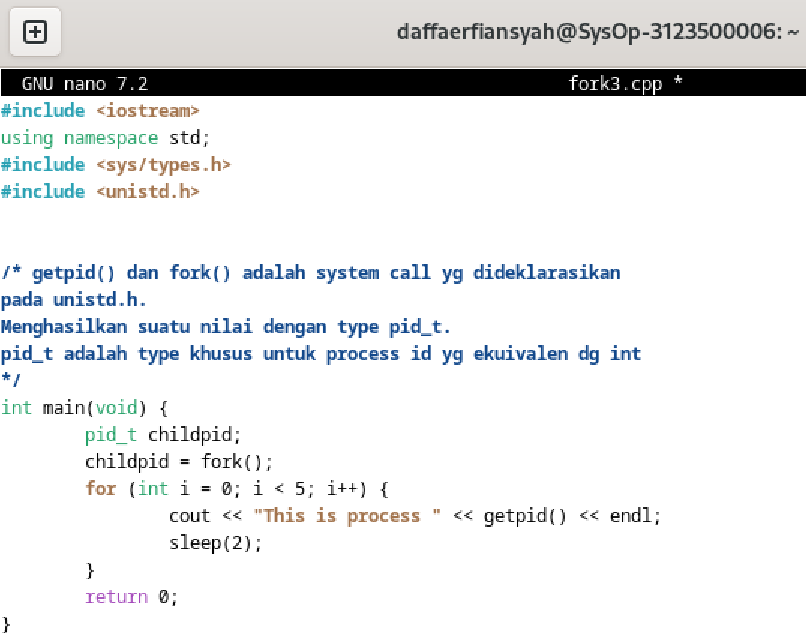 daffaerfiansyah@SysOp-3123500006: ~
GNU nano 7.2 fork3.cpp *
#include <iostream>
using namespace std;
#include <sys/types.h>
#include <unistd.h>
/* getpid() dan fork() adalah system call yg dideklarasikan
pada unistd.h.
Menghasilkan suatu nilai dengan type pid_t.
pid_t adalah type khusus untuk process id yg ekuivalen dg int
*/
int main(void) {
        pid_t childpid;
        childpid = fork();
        for (int i = 0; i < 5; i++) {
                cout << "This is process " << getpid() << endl;
                sleep(2);
        }
        return 0;
}